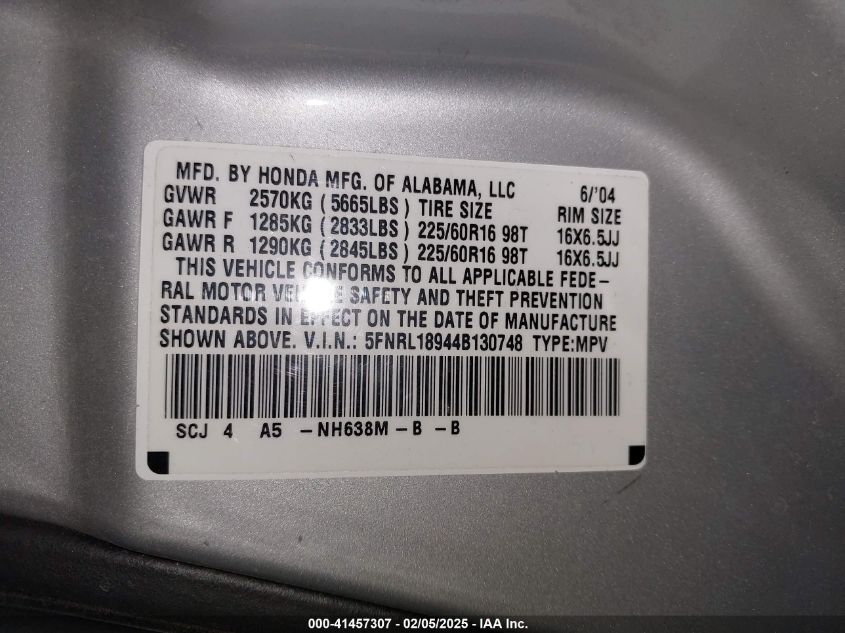 MFD. BY HONDA MFG. OF ALABAMA, LLC 6/'04
GVWR 2570KG ( 5665LBS ) TIRE SIZE RIM SIZE
GAWR F 1285KG ( 2833LBS ) 225/60R16 98T 16X6.5JJ
GAWR R 1290KG ( 2845LBS ) 225/60R16 98T 16X6.5JJ
THIS VEHICLE CONFORMS TO ALL APPLICABLE FEDE-
RAL MOTOR VEHICLE SAFETY AND THEFT PREVENTION
STANDARDS IN EFFECT ON THE DATE OF MANUFACTURE
SHOWN ABOVE. V.I.N.: 5FNRL18944B130748 TYPE:MPV
SCJ 4 A5 -NH638M -B -B
000-41457307 - 02/05/2025 - IAA Inc.